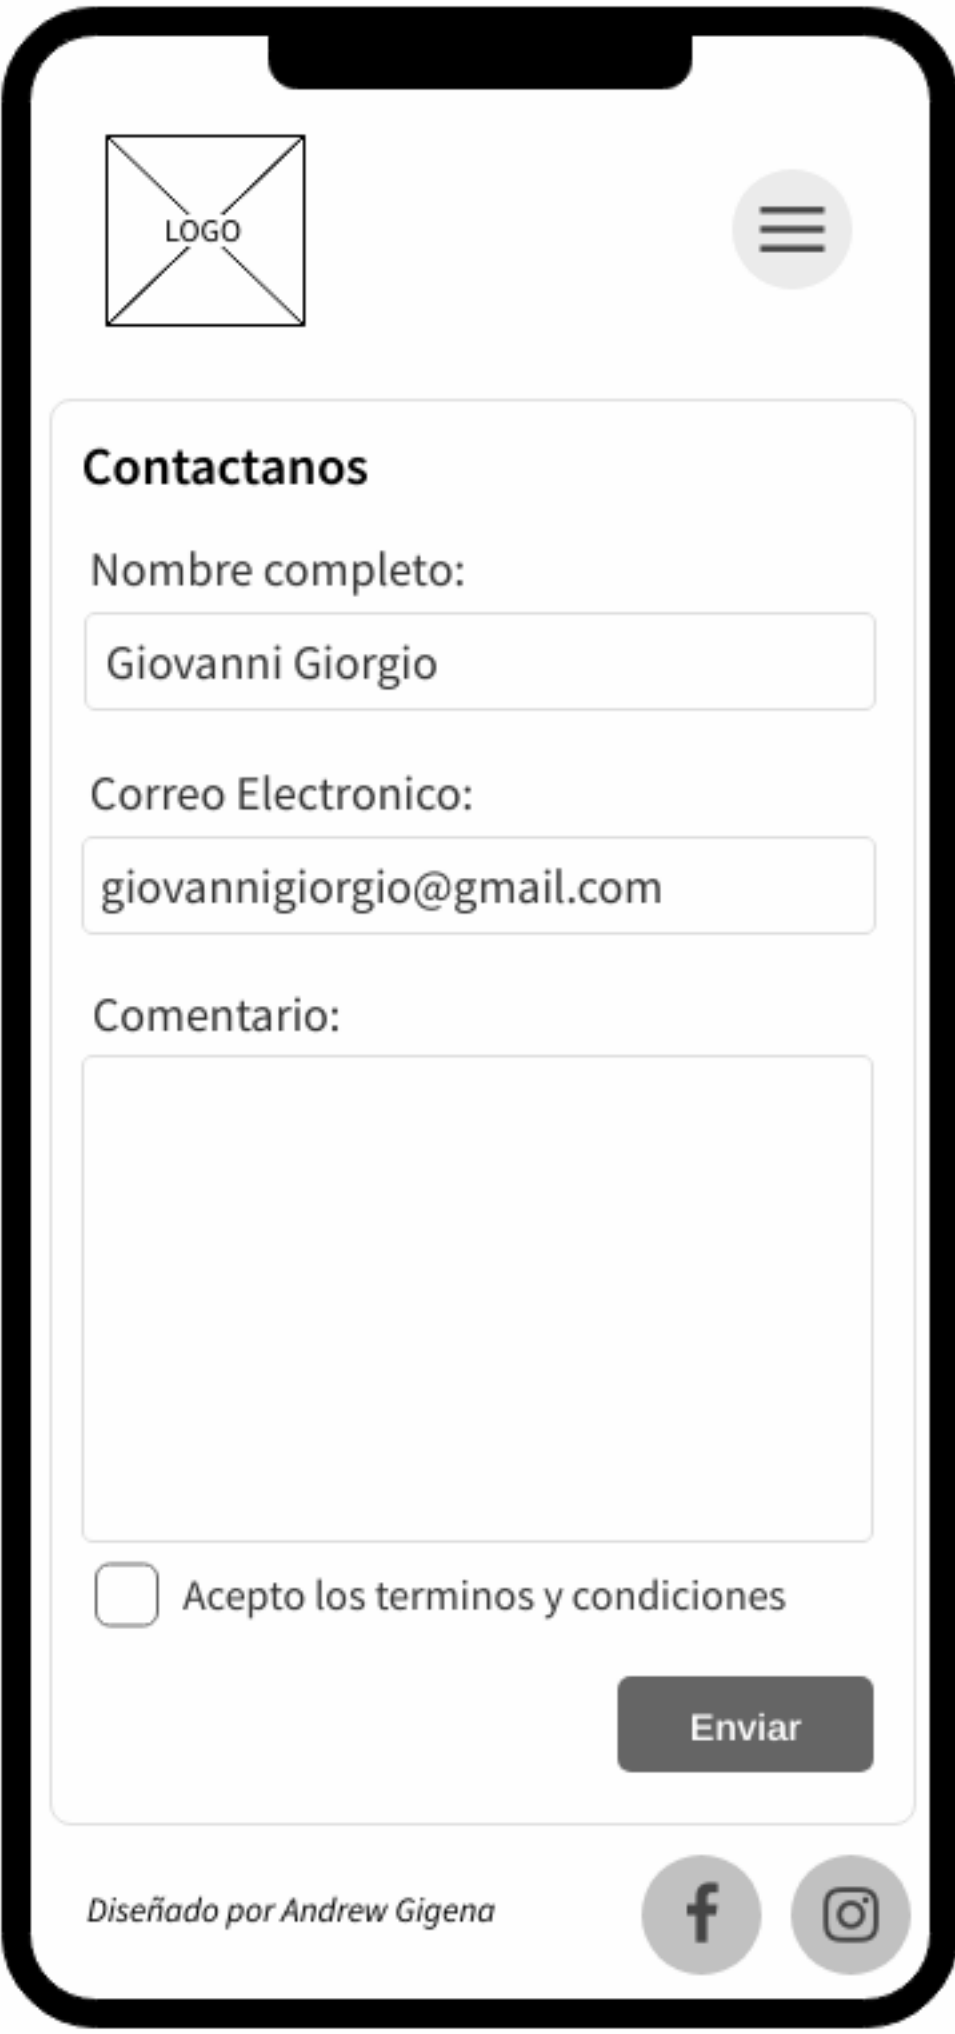 LOGO
Contactanos
Nombre completo:
Giovanni Giorgio
Correo Electronico:
giovannigiorgio@gmail.com
Comentario:
Acepto los terminos y condiciones
Enviar
Diseñado por Andrew Gigena